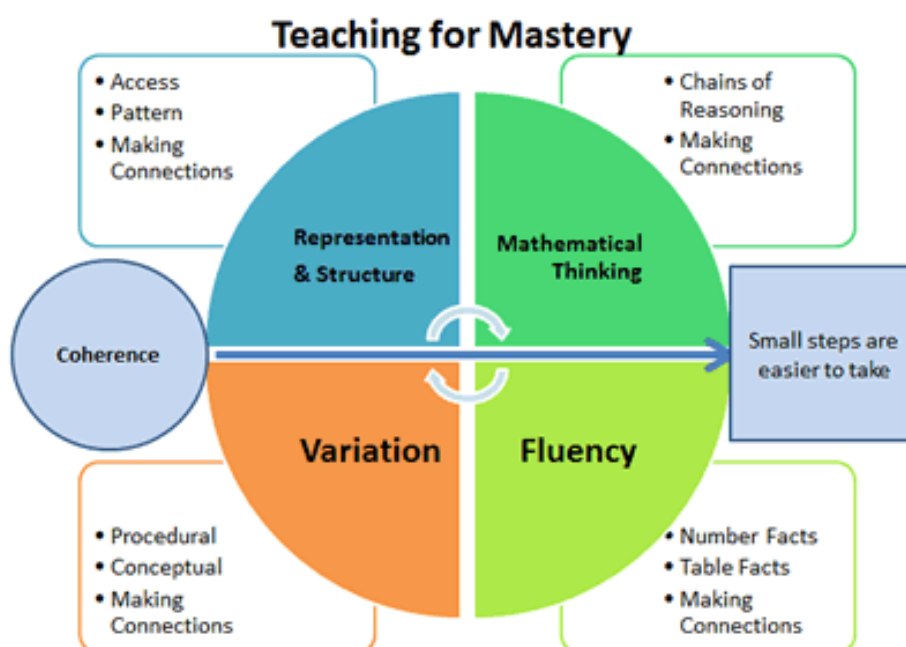 Teaching for Mastery
• Access
• Pattern
• Making
Connections
• Chains of
Reasoning
• Making
Connections
Representation
& Structure
Mathematical
Thinking
Coherence
Small steps are
easier to take
Variation
Fluency
• Procedural
• Conceptual
• Making
Connections
• Number Facts
• Table Facts
• Making
Connections